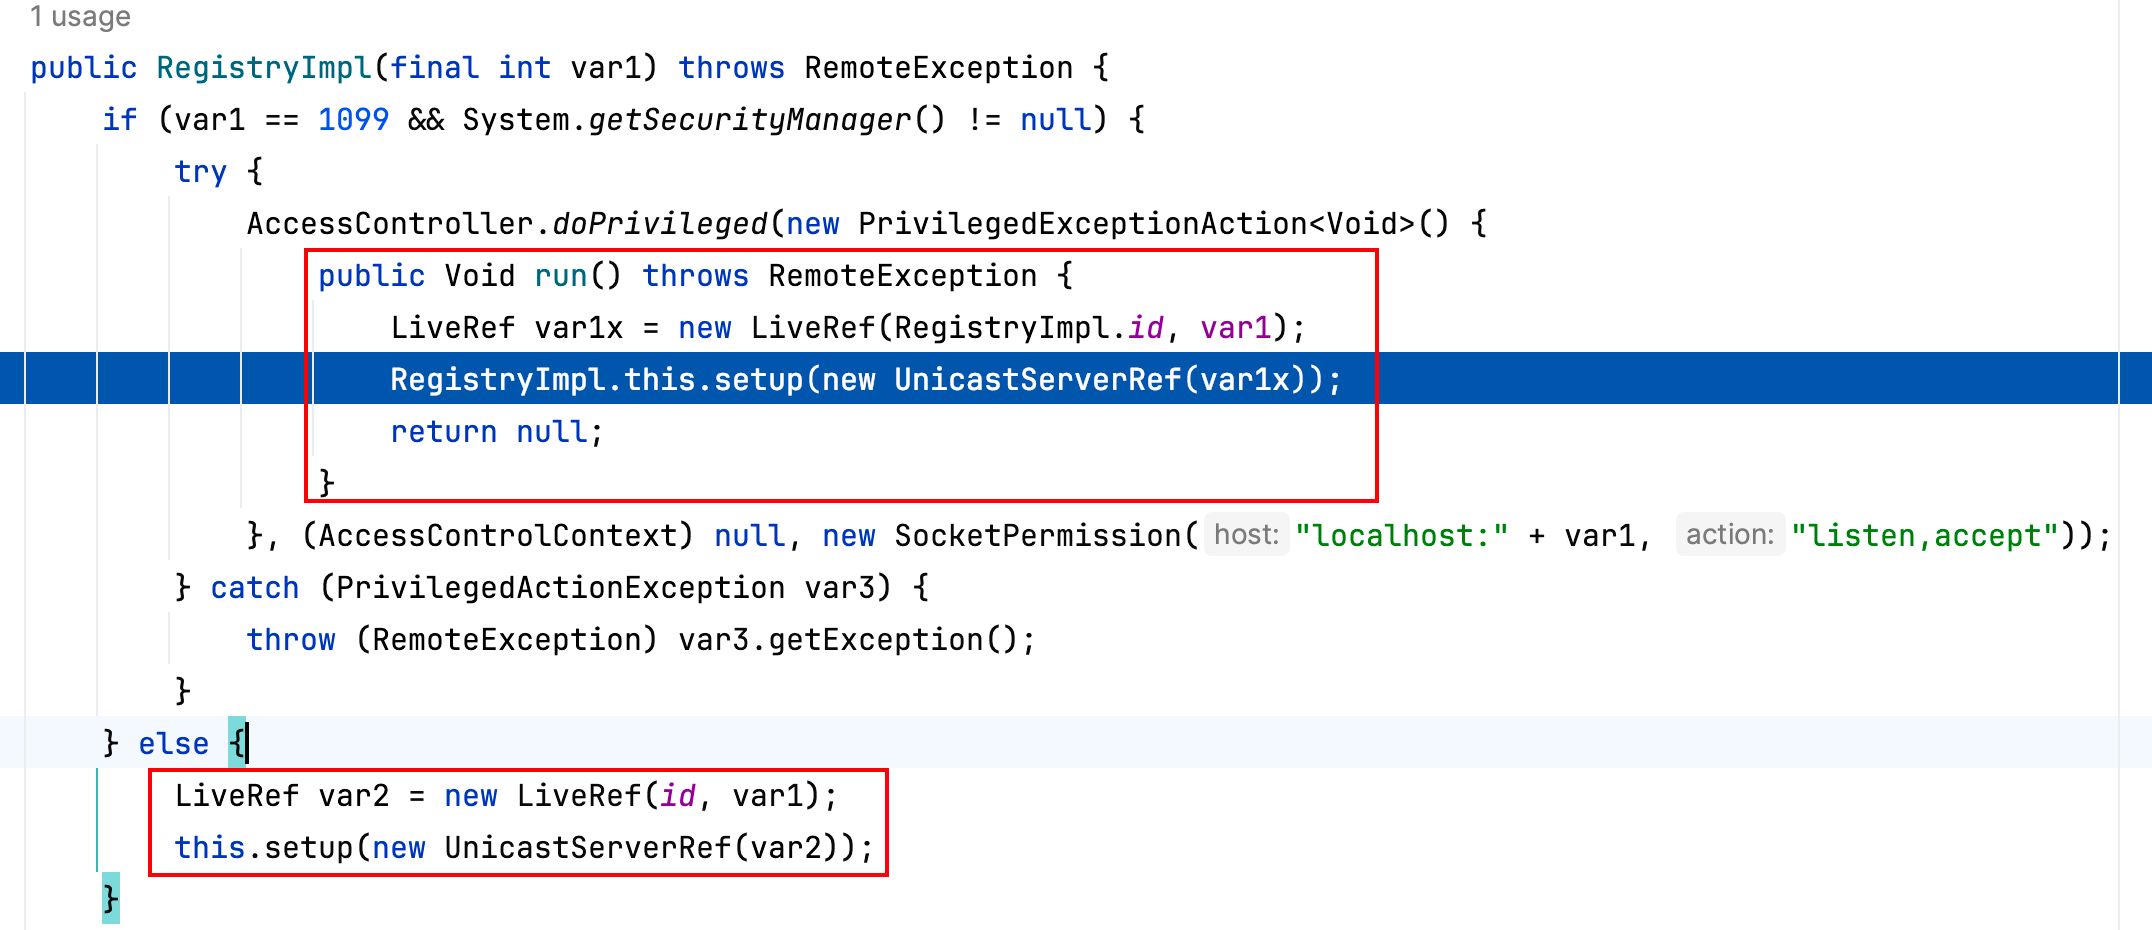 1 usage
public RegistryImpl(final int var1) throws RemoteException {
if (var1 == 1099 && System.getSecurityManager() != null) {
try {
AccessController.doPrivileged(new PrivilegedExceptionAction<Void>() {
public Void run() throws RemoteException {
LiveRef var1x = new LiveRef(RegistryImpl.id, var1);
RegistryImpl.this.setup(new UnicastServerRef(var1x));
return null;
}
}, (AccessControlContext) null, new SocketPermission( host: "localhost:" + var1, action: "listen,accept"));
} catch (PrivilegedActionException var3) {
throw (RemoteException) var3.getException();
}
} else {
LiveRef var2 = new LiveRef(id, var1);
this.setup(new UnicastServerRef(var2));
}